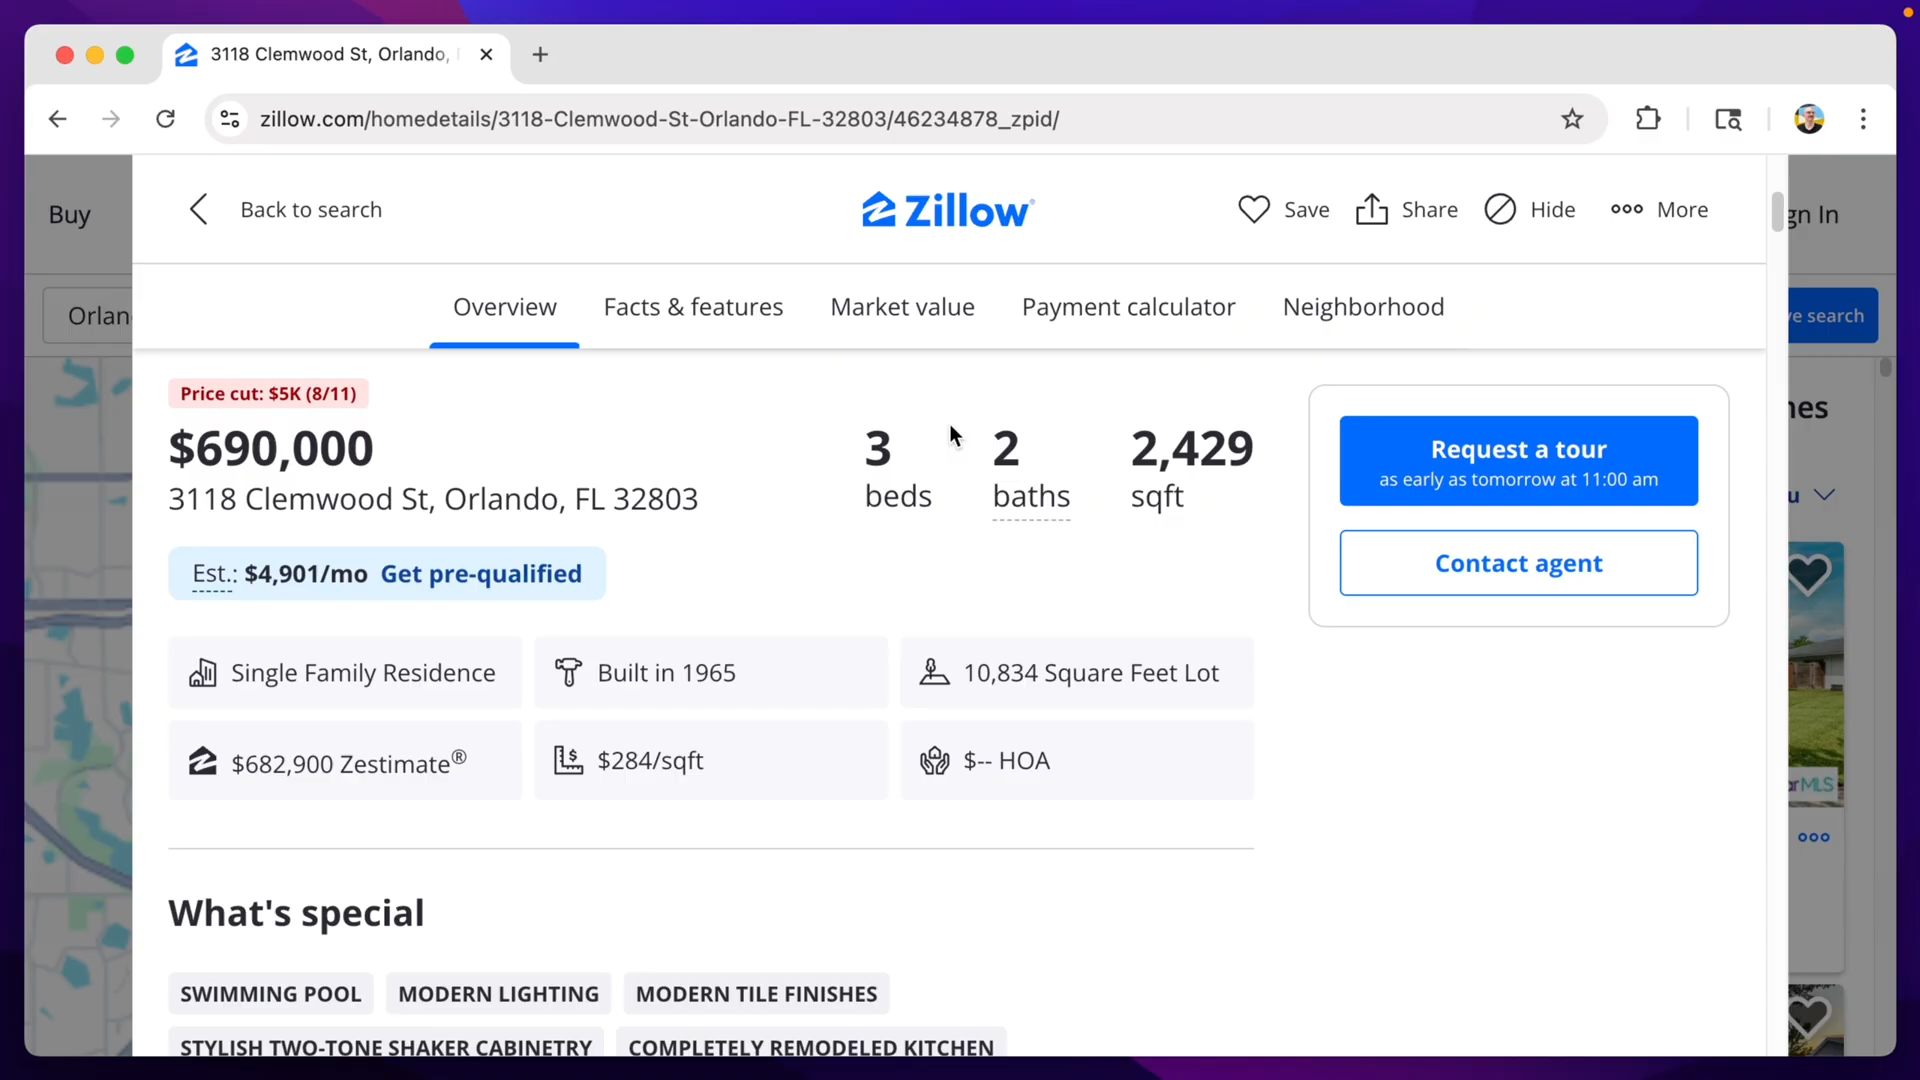 3118 Clemwood St, Orlando,
zillow.com/homedetails/3118-Clemwood-St-Orlando-FL-32803/46234878_zpid/
Buy
Back to search
Zillow
Save
Share
Hide
More
gn In
Orlan
Overview
Facts & features
Market value
Payment calculator
Neighborhood
e search
Price cut: $5K (8/11)
$690,000
3118 Clemwood St, Orlando, FL 32803
3
beds
2
baths
2,429
sqft
Request a tour
as early as tomorrow at 11:00 am
Contact agent
Est.: $4,901/mo Get pre-qualified
Single Family Residence
Built in 1965
10,834 Square Feet Lot
$682,900 Zestimate®
$284/sqft
$-- HOA
What's special
SWIMMING POOL
MODERN LIGHTING
MODERN TILE FINISHES
STYLISH TWO-TONE SHAKER CABINETRY
COMPLETELY REMODELED KITCHEN
MLS